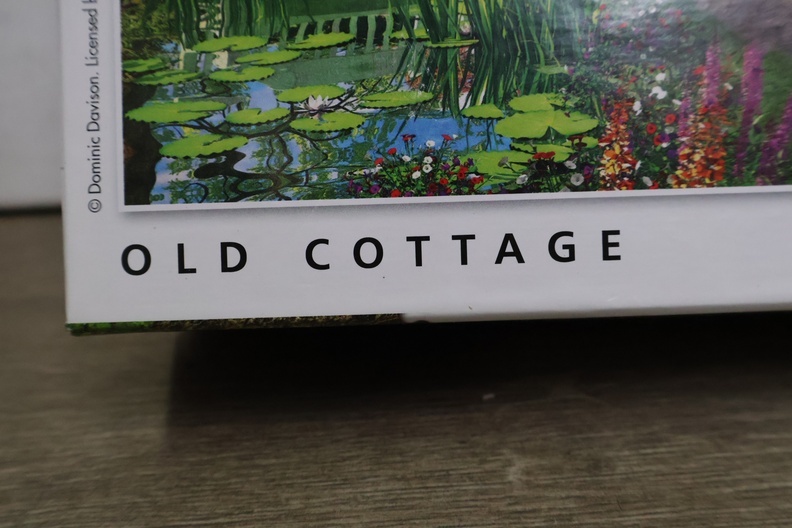 © Dominic Davison. Licensed
OLD COTTAGE